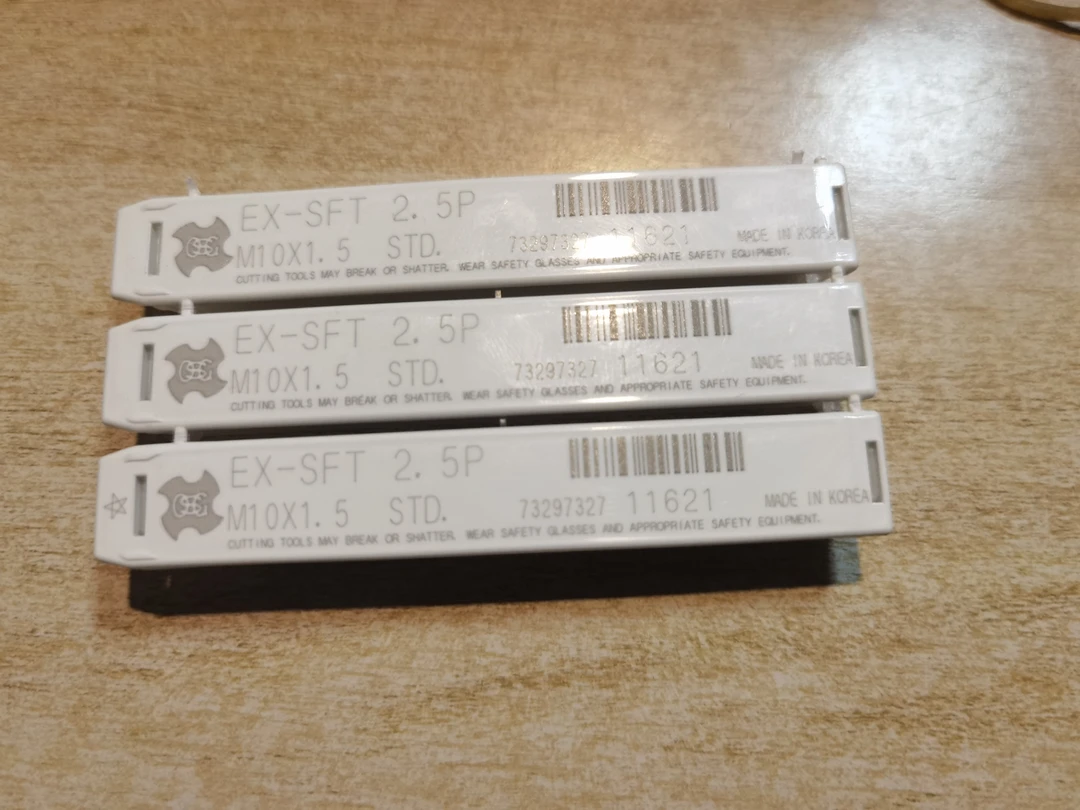 EX-SFT 2.5P
M10X1.5 STD. 11621 MADE IN KOREA
CUTTING TOOLS MAY BREAK OR SHATTER. WEAR SAFETY GLASSES AND APPROPRIATE SAFETY EQUIPMENT.
OSG EX-SFT 2.5P
M10X1.5 STD. 73297327 11621 MADE IN KOREA
CUTTING TOOLS MAY BREAK OR SHATTER. WEAR SAFETY GLASSES AND APPROPRIATE SAFETY EQUIPMENT.
OSG EX-SFT 2.5P
M10X1.5 STD. 73297327 11621 MADE IN KOREA
CUTTING TOOLS MAY BREAK OR SHATTER. WEAR SAFETY GLASSES AND APPROPRIATE SAFETY EQUIPMENT.